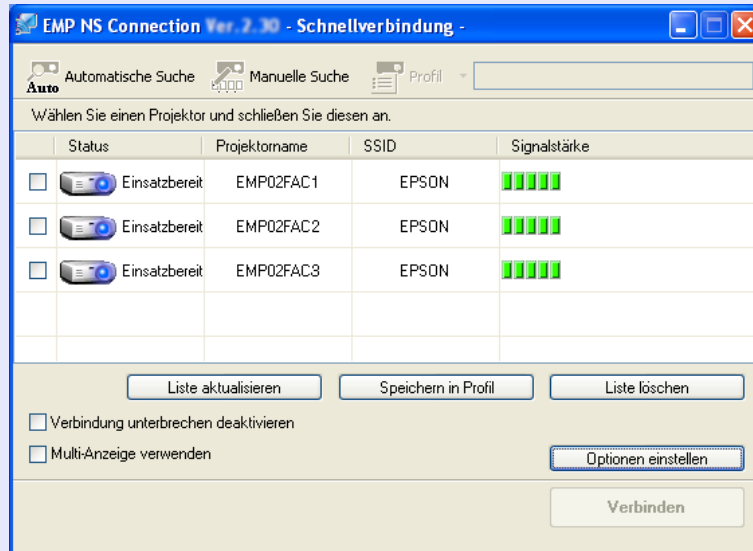 EMP NS Connection Ver.2.30 - Schnellverbindung -
Auto Automatische Suche Manuelle Suche Profil
Wählen Sie einen Projektor und schließen Sie diesen an.
Status Projektorname SSID Signalstärke
Einsatzbereit EMP02FAC1 EPSON
Einsatzbereit EMP02FAC2 EPSON
Einsatzbereit EMP02FAC3 EPSON
Liste aktualisieren Speichern in Profil Liste löschen
Verbindung unterbrechen deaktivieren
Multi-Anzeige verwenden
Optionen einstellen
Verbinden